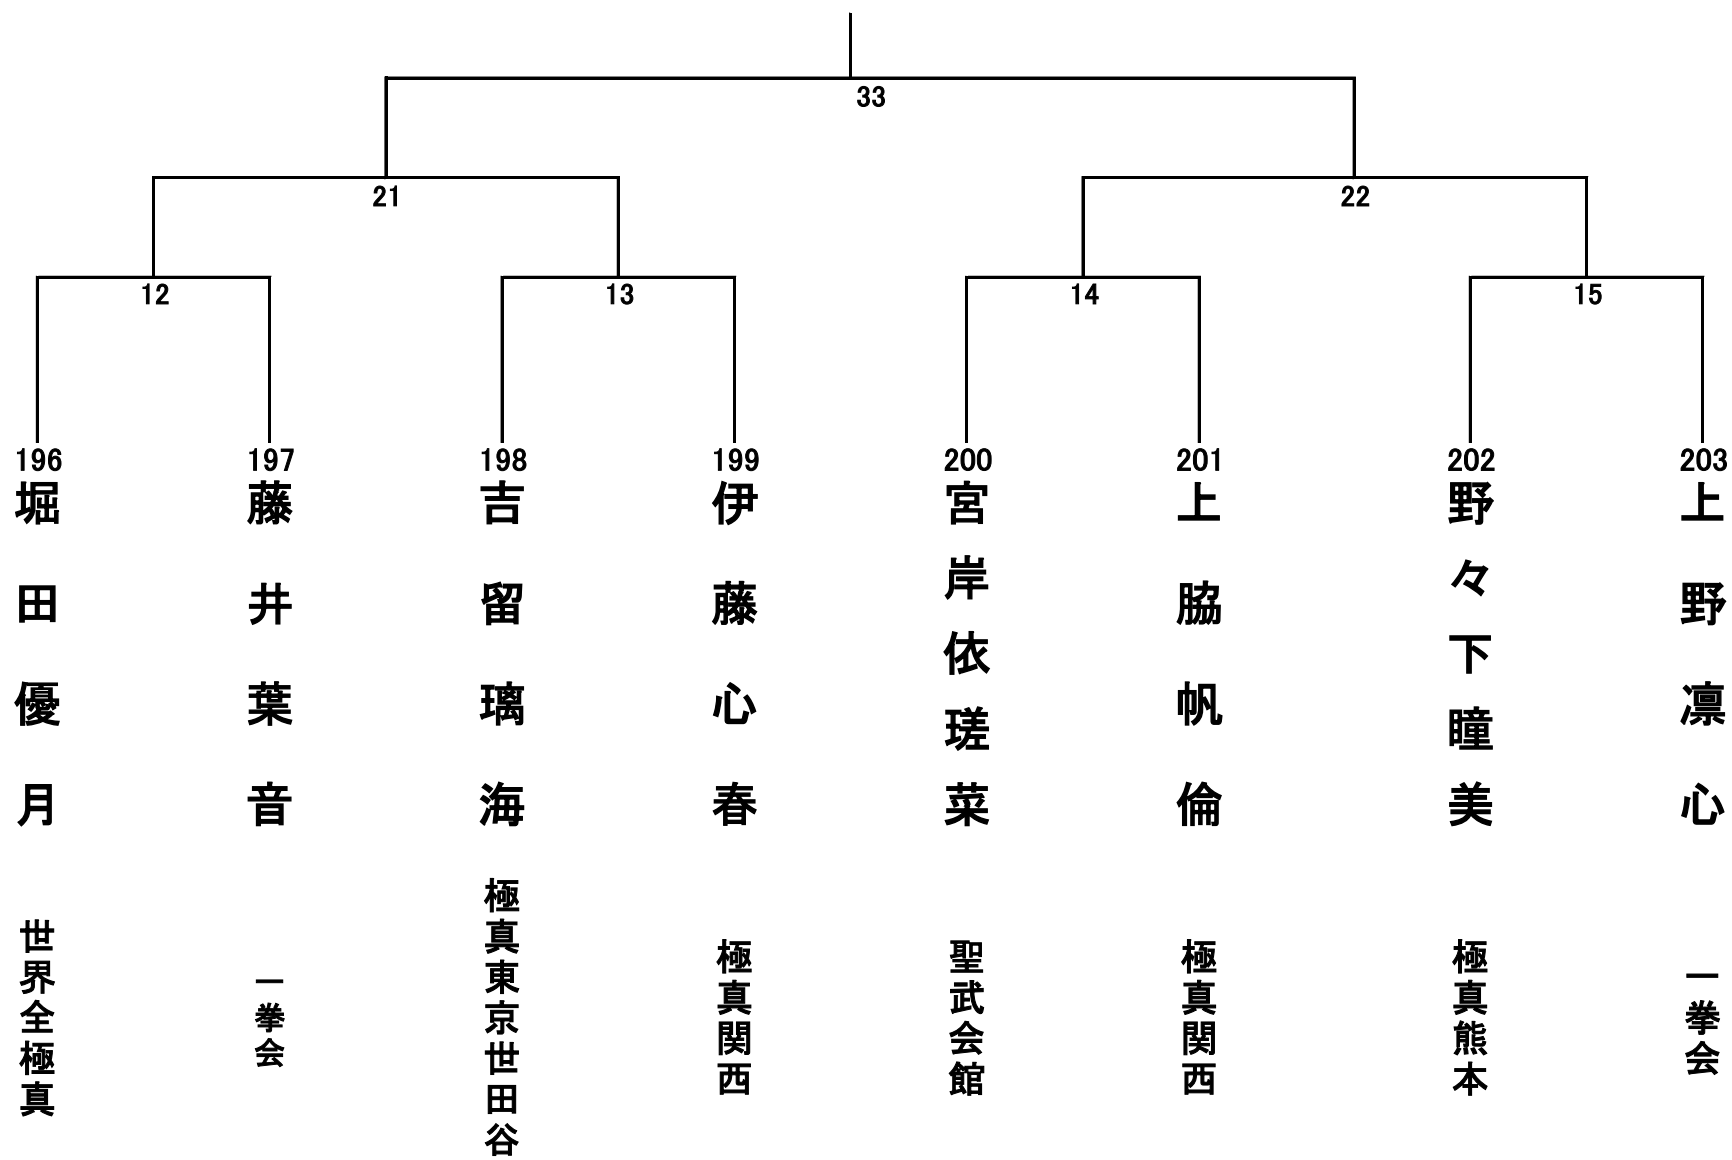 33
21
22
12
13
14
15
196
堀田優月
世界全極真
197
藤井葉音
一拳会
198
吉留璃海
極真東京世田谷
199
伊藤心春
極真関西
200
宮岸依瑳菜
聖武会館
201
上脇帆倫
極真関西
202
野々下瞳美
極真熊本
203
上野凛心
一拳会